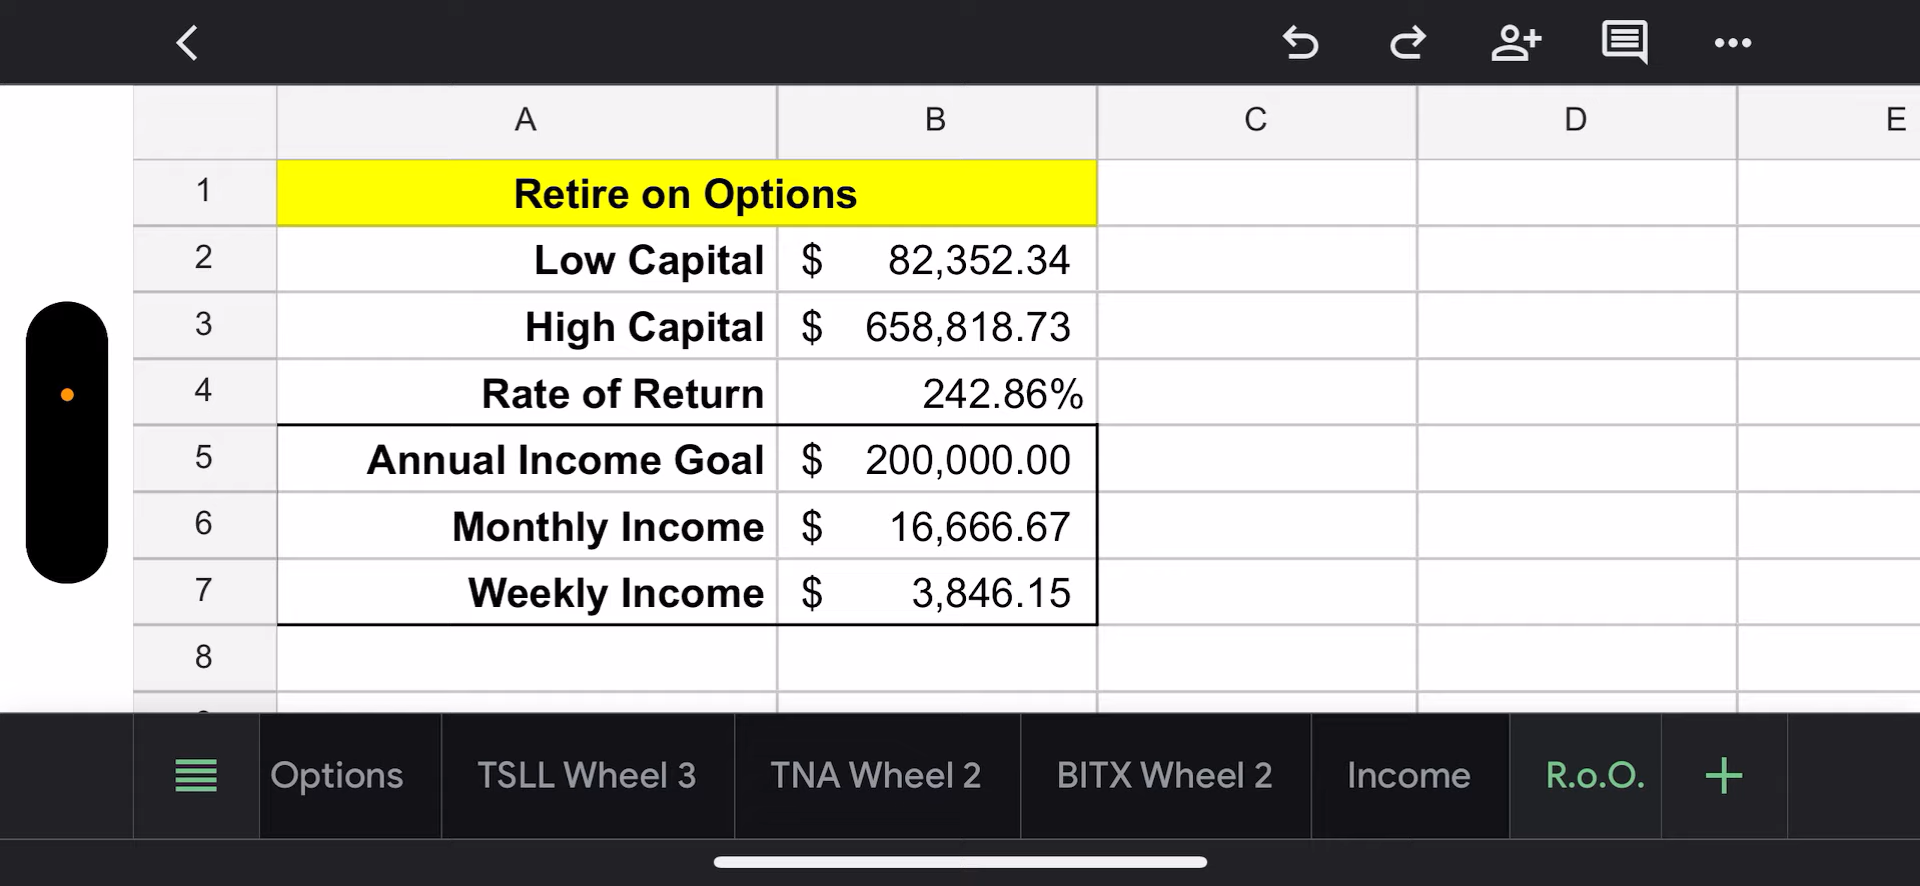 A B C D E
1 Retire on Options
2 Low Capital $ 82,352.34
3 High Capital $ 658,818.73
4 Rate of Return 242.86%
5 Annual Income Goal $ 200,000.00
6 Monthly Income $ 16,666.67
7 Weekly Income $ 3,846.15
8
Options TSLL Wheel 3 TNA Wheel 2 BITX Wheel 2 Income R.o.O. +